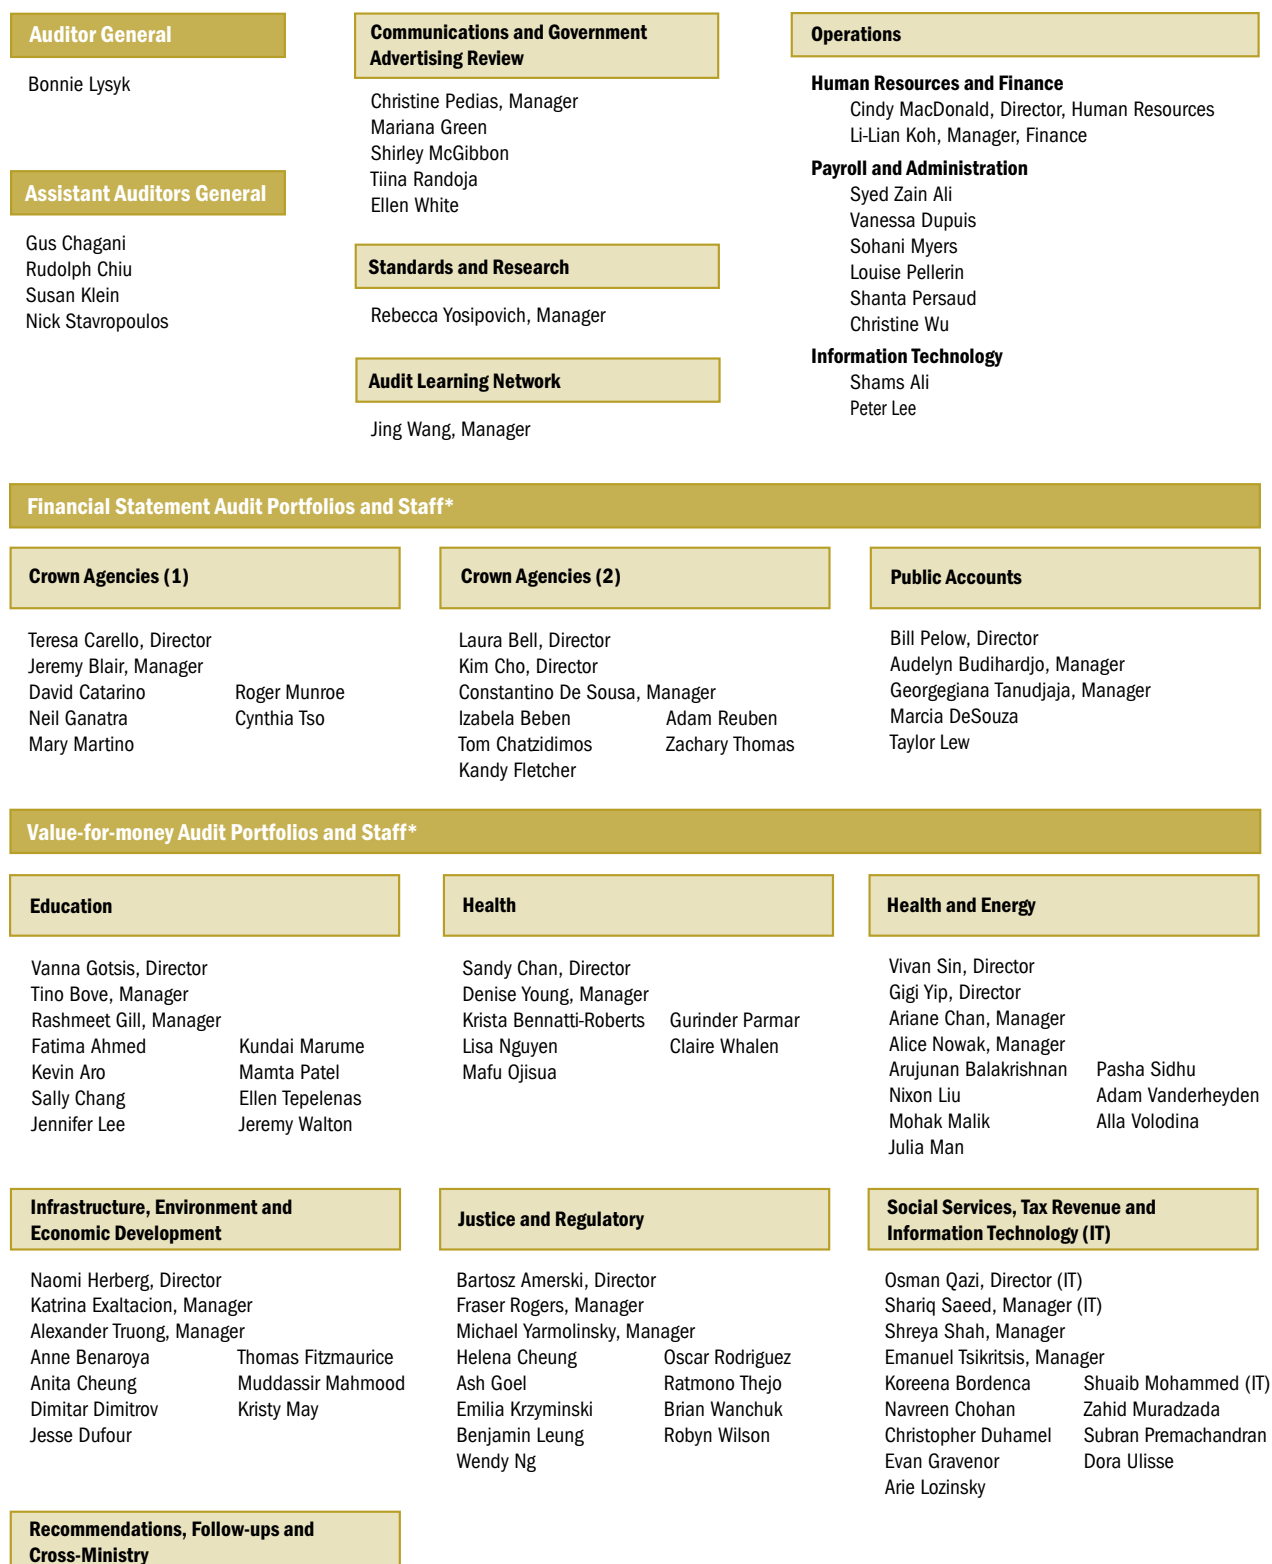 Auditor General
Bonnie Lysyk
Assistant Auditors General
Gus Chagani
Rudolph Chiu
Susan Klein
Nick Stavropoulos
Communications and Government
Advertising Review
Christine Pedias, Manager
Mariana Green
Shirley McGibbon
Tiina Randoja
Ellen White
Standards and Research
Rebecca Yosipovich, Manager
Audit Learning Network
Jing Wang, Manager
Operations
Human Resources and Finance
Cindy MacDonald, Director, Human Resources
Li-Lian Koh, Manager, Finance
Payroll and Administration
Syed Zain Ali
Vanessa Dupuis
Sohani Myers
Louise Pellerin
Shanta Persaud
Christine Wu
Information Technology
Shams Ali
Peter Lee
Financial Statement Audit Portfolios and Staff*
Crown Agencies (1)
Teresa Carello, Director
Jeremy Blair, Manager
David Catarino
Neil Ganatra
Mary Martino
Roger Munroe
Cynthia Tso
Crown Agencies (2)
Laura Bell, Director
Kim Cho, Director
Constantino De Sousa, Manager
Izabela Beben
Tom Chatzidimos
Kandy Fletcher
Adam Reuben
Zachary Thomas
Public Accounts
Bill Pelow, Director
Audelyn Budihardjo, Manager
Georgegiana Tanudjaja, Manager
Marcia DeSouza
Taylor Lew
Value-for-money Audit Portfolios and Staff*
Education
Vanna Gotsis, Director
Tino Bove, Manager
Rashmeet Gill, Manager
Fatima Ahmed
Kevin Aro
Sally Chang
Jennifer Lee
Kundai Marume
Mamta Patel
Ellen Tepelenas
Jeremy Walton
Health
Sandy Chan, Director
Denise Young, Manager
Krista Bennatti-Roberts
Lisa Nguyen
Mafu Ojisua
Gurinder Parmar
Claire Whalen
Health and Energy
Vivan Sin, Director
Gigi Yip, Director
Ariane Chan, Manager
Alice Nowak, Manager
Arujunan Balakrishnan
Nixon Liu
Mohak Malik
Julia Man
Pasha Sidhu
Adam Vanderheyden
Alla Volodina
Infrastructure, Environment and
Economic Development
Naomi Herberg, Director
Katrina Exaltacion, Manager
Alexander Truong, Manager
Anne Benaroya
Anita Cheung
Dimitar Dimitrov
Jesse Dufour
Thomas Fitzmaurice
Muddassir Mahmood
Kristy May
Justice and Regulatory
Bartosz Amerski, Director
Fraser Rogers, Manager
Michael Yarmolinsky, Manager
Helena Cheung
Ash Goel
Emilia Krzyminski
Benjamin Leung
Wendy Ng
Oscar Rodriguez
Ratmono Thejo
Brian Wanchuk
Robyn Wilson
Social Services, Tax Revenue and
Information Technology (IT)
Osman Qazi, Director (IT)
Shariq Saeed, Manager (IT)
Shreya Shah, Manager
Emanuel Tsikritsis, Manager
Koreena Bordenca
Navreen Chohan
Christopher Duhamel
Evan Gravenor
Arie Lozinsky
Shuaib Mohammed (IT)
Zahid Muradzada
Subran Premachandran
Dora Ulisse
Recommendations, Follow-ups and
Cross-Ministry